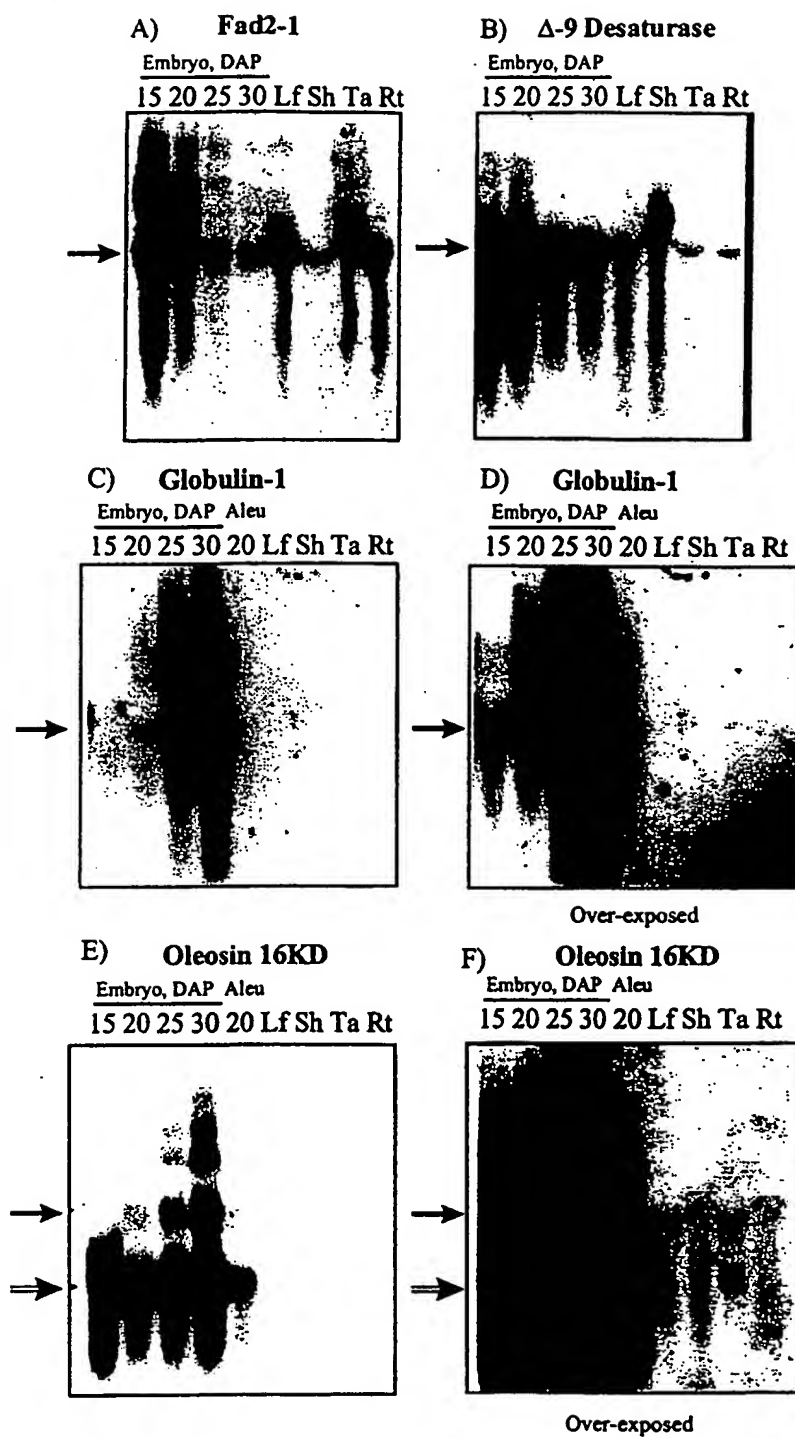 A) Fad2-1
Embryo, DAP
15 20 25 30 Lf Sh Ta Rt
B) Δ-9 Desaturase
Embryo, DAP
15 20 25 30 Lf Sh Ta Rt
C) Globulin-1
Embryo, DAP Aleu
15 20 25 30 20 Lf Sh Ta Rt
D) Globulin-1
Embryo, DAP Aleu
15 20 25 30 20 Lf Sh Ta Rt
Over-exposed
E) Oleosin 16KD
Embryo, DAP Aleu
15 20 25 30 20 Lf Sh Ta Rt
F) Oleosin 16KD
Embryo, DAP Aleu
15 20 25 30 20 Lf Sh Ta Rt
Over-exposed